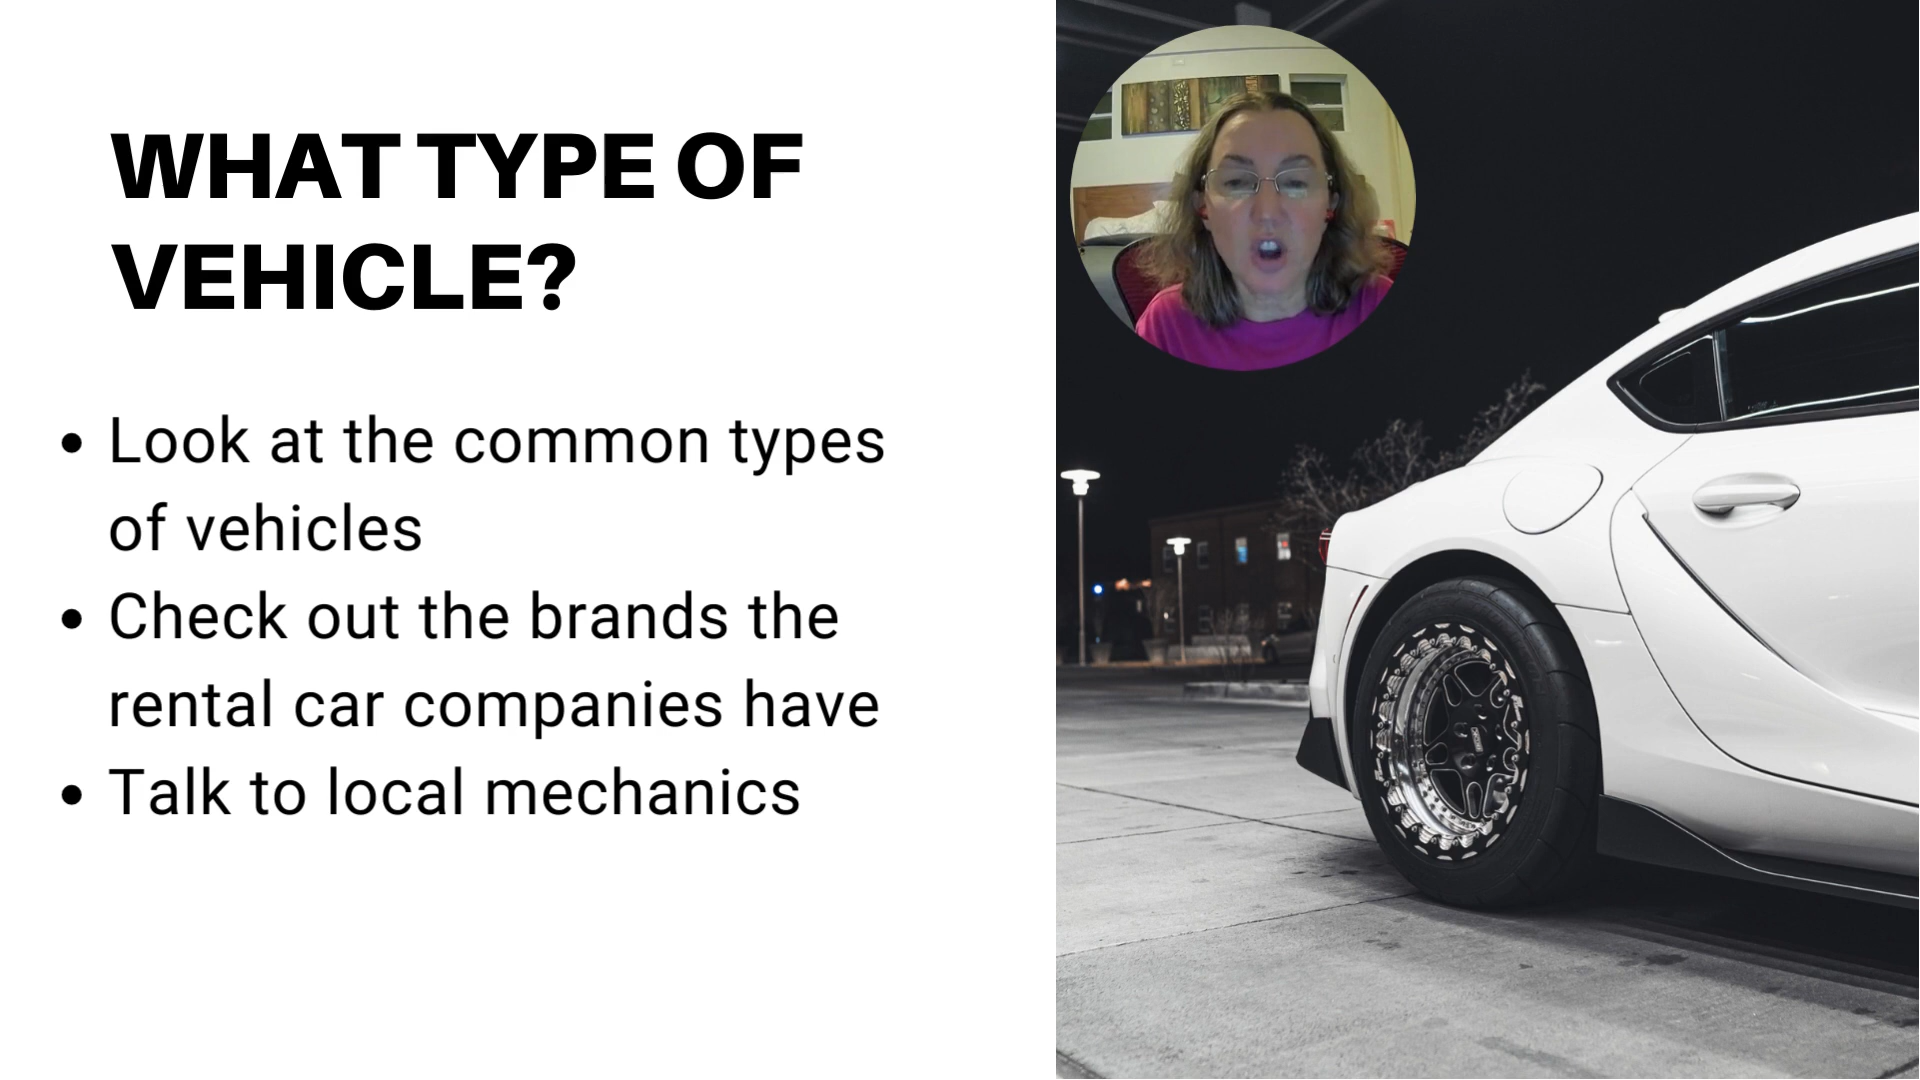 WHAT TYPE OF
VEHICLE?
• Look at the common types
of vehicles
• Check out the brands the
rental car companies have
• Talk to local mechanics